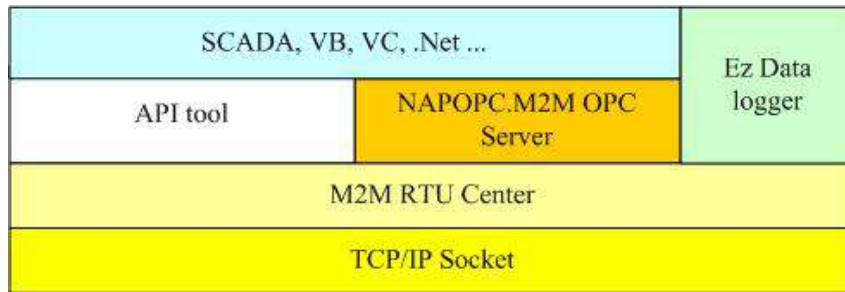 SCADA, VB, VC, .Net ...
Ez Data
logger
API tool
NAPOPC.M2M OPC
Server
M2M RTU Center
TCP/IP Socket